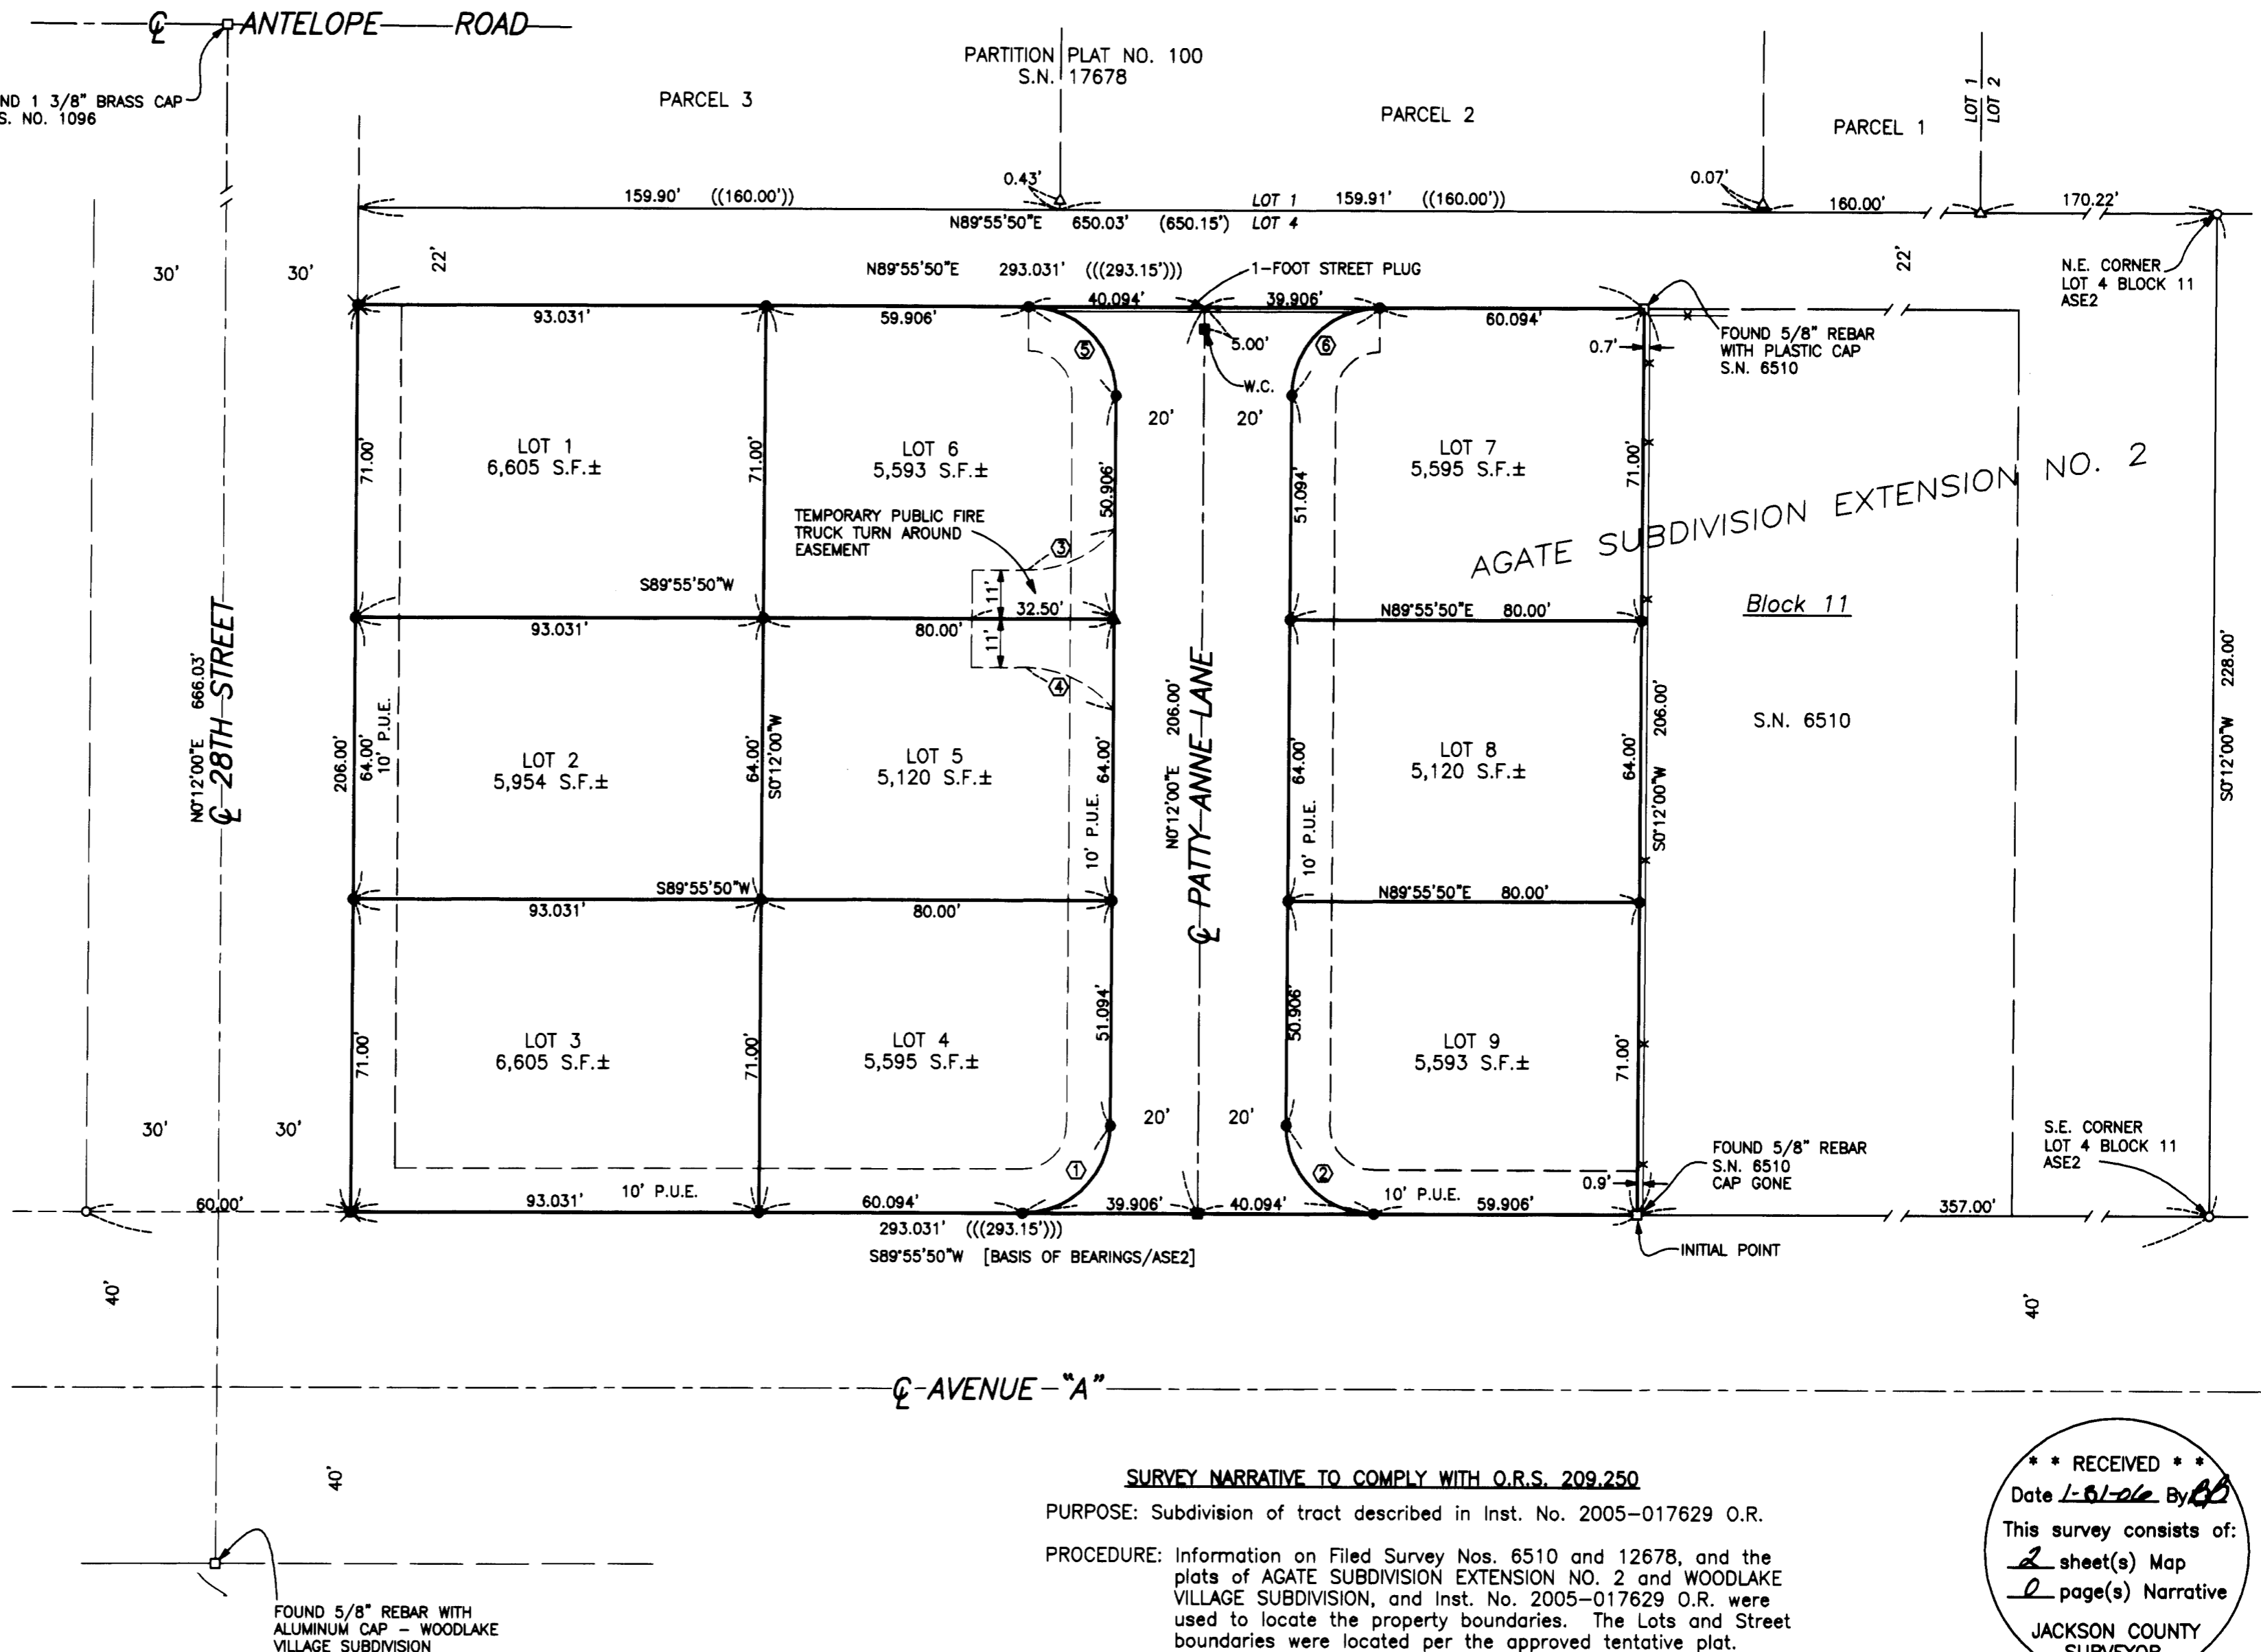 ℄ ANTELOPE ROAD
ND 1 3/8" BRASS CAP
S. NO. 1096
PARTITION PLAT NO. 100
S.N. 17678
PARCEL 3
PARCEL 2
PARCEL 1
LOT 1
LOT 2
159.90' ((160.00'))
0.43'
LOT 1
159.91' ((160.00'))
0.07'
160.00'
170.22'
N89°55'50"E 650.03' (650.15') LOT 4
30'
30'
22'
N89°55'50"E 293.031' (((293.15')))
1-FOOT STREET PLUG
22'
N.E. CORNER
LOT 4 BLOCK 11
ASE2
93.031'
59.906'
40.094'
39.906'
60.094'
5
5.00'
6
0.7'
FOUND 5/8" REBAR
WITH PLASTIC CAP
S.N. 6510
W.C.
20'
20'
LOT 1
6,605 S.F.±
LOT 6
5,593 S.F.±
LOT 7
5,595 S.F.±
71.00'
71.00'
50.906'
51.094'
71.00'
AGATE SUBDIVISION EXTENSION NO. 2
TEMPORARY PUBLIC FIRE
TRUCK TURN AROUND
EASEMENT
3
S89°55'50"W
11'
32.50'
93.031'
80.00'
11'
N89°55'50"E 80.00'
Block 11
4
N0°12'00"E 666.03'
℄ 28TH STREET
206.00'
64.00'
10' P.U.E.
LOT 2
5,954 S.F.±
64.00'
S0°12'00"W
LOT 5
5,120 S.F.±
64.00'
10' P.U.E.
N0°12'00"E 206.00'
℄ PATTY ANNE LANE
64.00'
10' P.U.E.
LOT 8
5,120 S.F.±
64.00'
S0°12'00"W 206.00'
S.N. 6510
S0°12'00"W 228.00'
S89°55'50"W
93.031'
80.00'
N89°55'50"E 80.00'
71.00'
LOT 3
6,605 S.F.±
71.00'
LOT 4
5,595 S.F.±
51.094'
50.906'
LOT 9
5,593 S.F.±
71.00'
30'
30'
20'
20'
1
2
S.E. CORNER
LOT 4 BLOCK 11
ASE2
FOUND 5/8" REBAR
S.N. 6510
CAP GONE
0.9'
60.00'
93.031'
10' P.U.E.
60.094'
39.906'
40.094'
10' P.U.E.
59.906'
357.00'
293.031' (((293.15')))
S89°55'50"W [BASIS OF BEARINGS/ASE2]
INITIAL POINT
40'
40'
℄ AVENUE "A"
40'
FOUND 5/8" REBAR WITH
ALUMINUM CAP - WOODLAKE
VILLAGE SUBDIVISION
SURVEY NARRATIVE TO COMPLY WITH O.R.S. 209.250
PURPOSE: Subdivision of tract described in Inst. No. 2005-017629 O.R.
PROCEDURE: Information on Filed Survey Nos. 6510 and 12678, and the
plats of AGATE SUBDIVISION EXTENSION NO. 2 and WOODLAKE
VILLAGE SUBDIVISION, and Inst. No. 2005-017629 O.R. were
used to locate the property boundaries. The Lots and Street
boundaries were located per the approved tentative plat.
* * RECEIVED * *
Date 1-31-06 By BB
This survey consists of:
2 sheet(s) Map
0 page(s) Narrative
JACKSON COUNTY
SURVEYOR